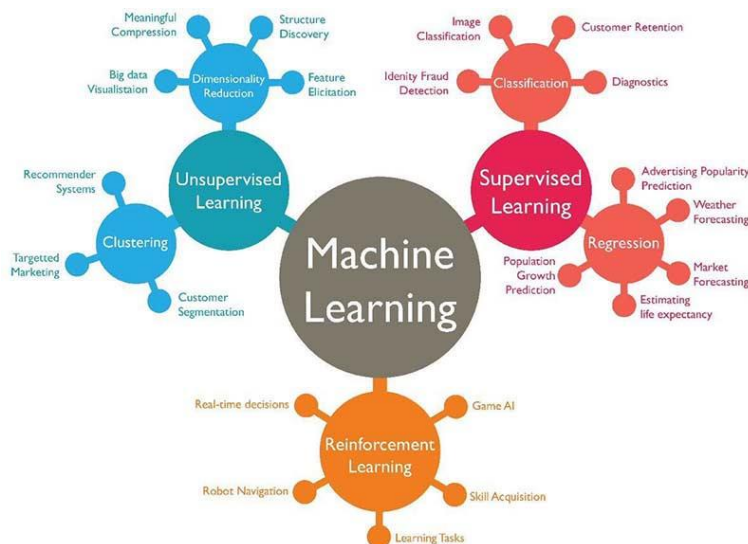 Meaningful
Compression
Structure
Discovery
Big data
Visualistaion
Dimensionality
Reduction
Feature
Elicitation
Unsupervised
Learning
Recommender
Systems
Clustering
Targetted
Marketing
Customer
Segmentation
Machine
Learning
Image
Classification
Customer Retention
Idenity Fraud
Detection
Classification
Diagnostics
Supervised
Learning
Advertising Popularity
Prediction
Weather
Forecasting
Regression
Population
Growth
Prediction
Market
Forecasting
Estimating
life expectancy
Real-time decisions
Game AI
Reinforcement
Learning
Robot Navigation
Skill Acquisition
Learning Tasks